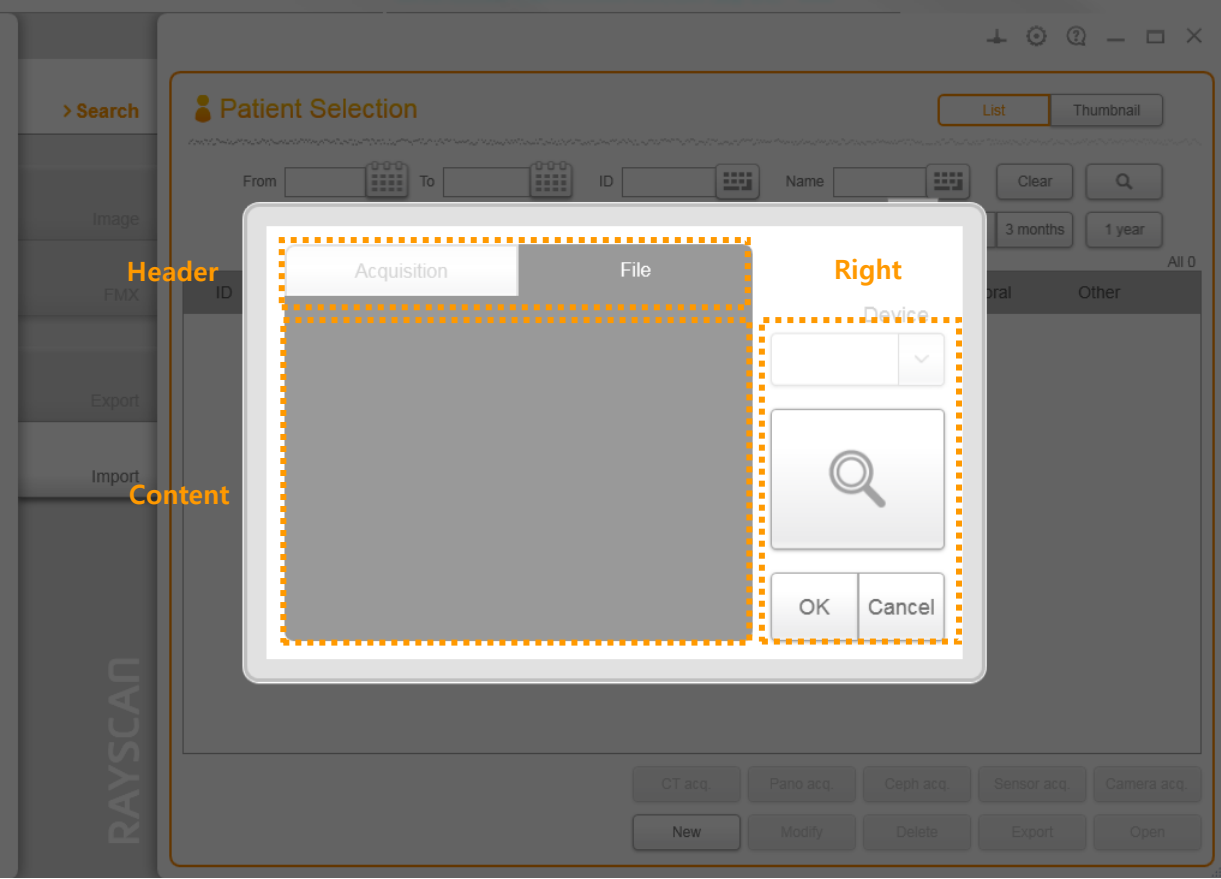 > Search
Patient Selection
List
Thumbnail
From
To
ID
Name
Clear
Image
3 months
1 year
Header
Acquisition
File
Right
All 0
FMX
ID
oral
Other
Device
Export
Import
Content
OK
Cancel
RAYSCAN
CT acq.
Pano acq.
Ceph acq.
Sensor acq.
Camera acq.
New
Modify
Delete
Export
Open